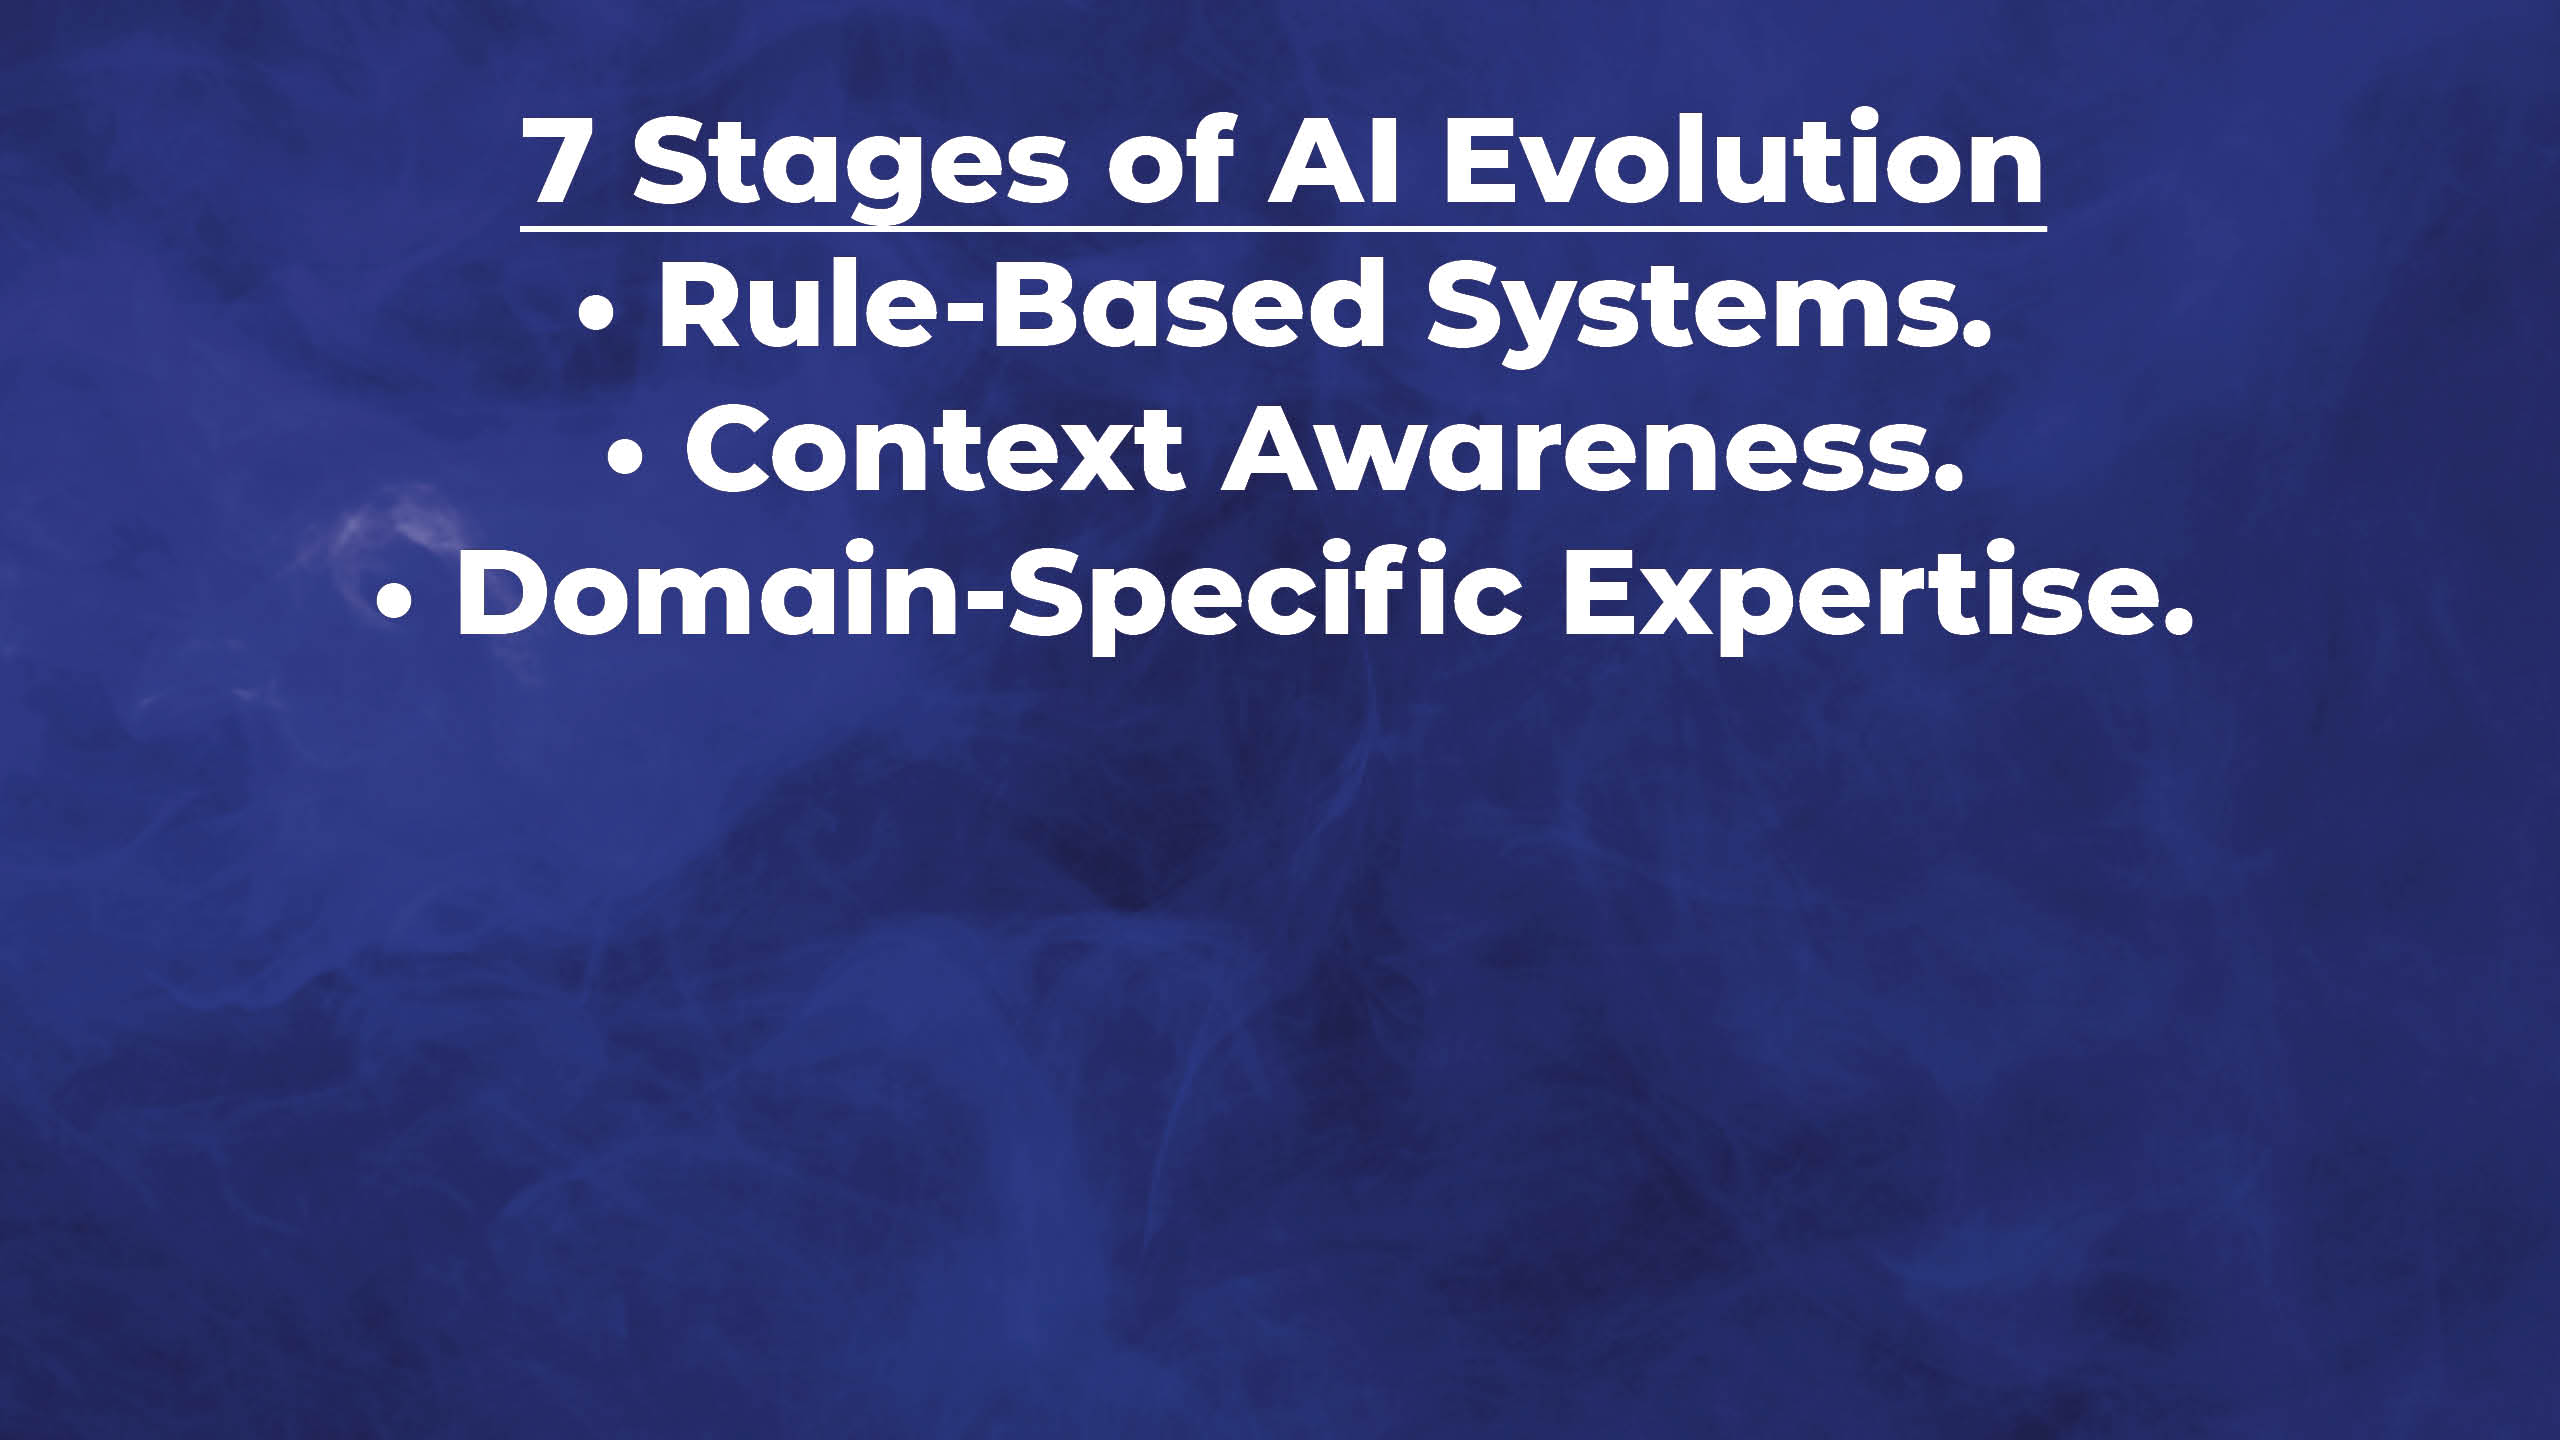 7 Stages of AI Evolution
• Rule-Based Systems.
• Context Awareness.
• Domain-Specific Expertise.